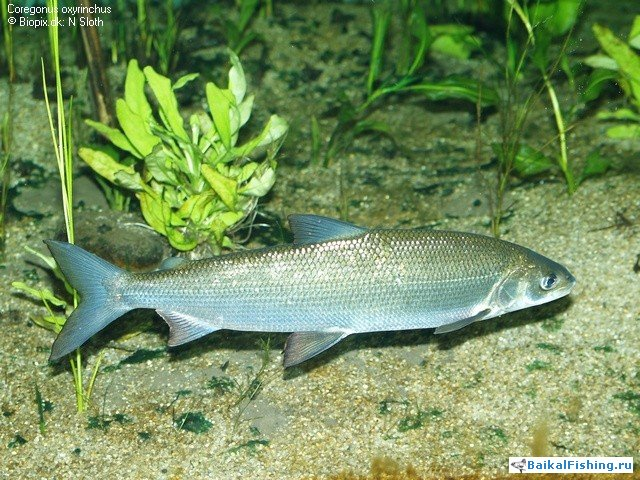 Coregonus oxyrinchus
© Biopix.dk: N Sloth
BaikalFishing.ru